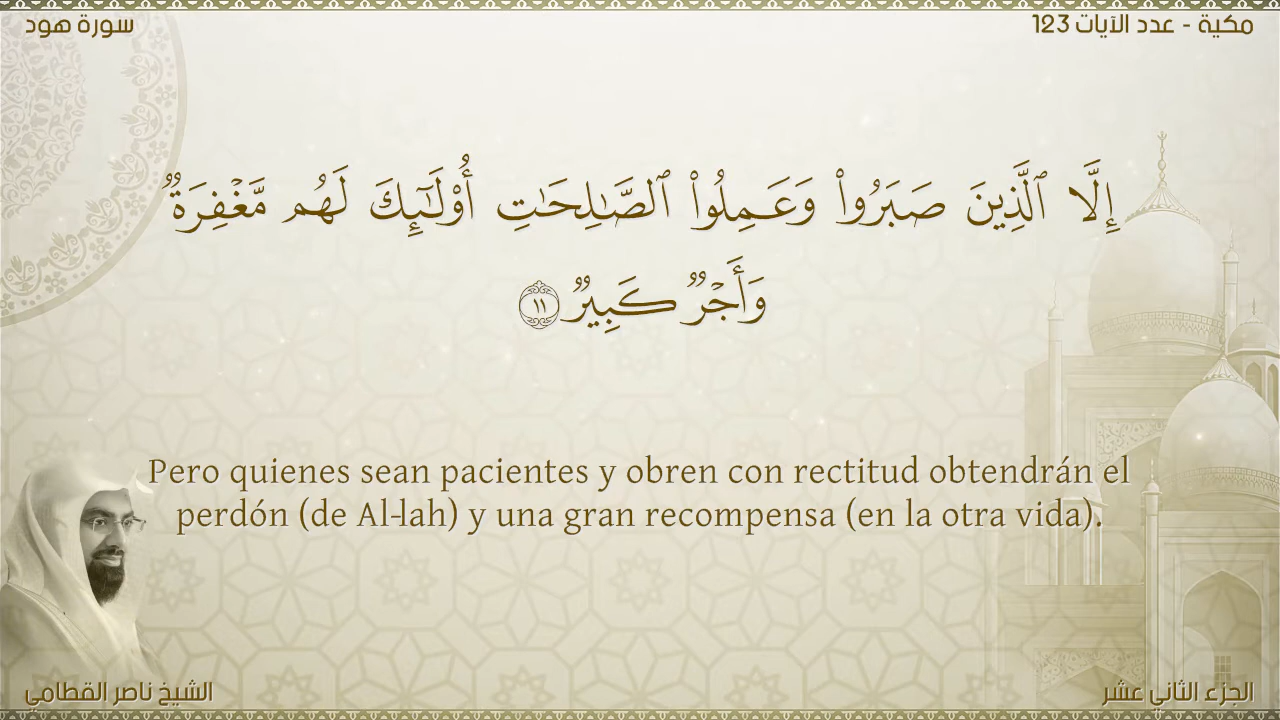 سورة هود
مكية - عدد الآيات 123
إِلَّا ٱلَّذِينَ صَبَرُوا۟ وَعَمِلُوا۟ ٱلصَّـٰلِحَـٰتِ أُو۟لَـٰٓئِكَ لَهُم مَّغْفِرَةٌۭ
وَأَجْرٌۭ كَبِيرٌۭ ١١
Pero quienes sean pacientes y obren con rectitud obtendrán el
perdón (de Al-lah) y una gran recompensa (en la otra vida).
الشيخ ناصر القطامي
الجزء الثاني عشر